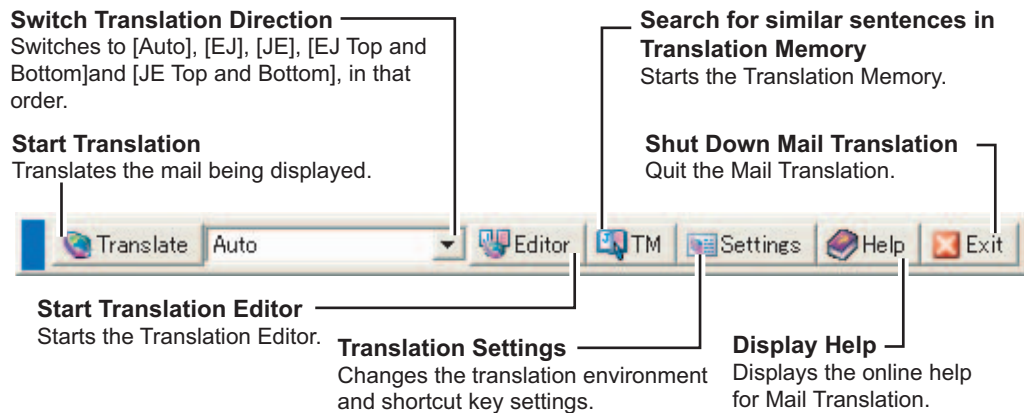 Switch Translation Direction
Switches to [Auto], [EJ], [JE], [EJ Top and
Bottom]and [JE Top and Bottom], in that
order.
Search for similar sentences in
Translation Memory
Starts the Translation Memory.
Start Translation
Translates the mail being displayed.
Shut Down Mail Translation
Quit the Mail Translation.
Translate Auto Editor TM Settings Help Exit
Start Translation Editor
Starts the Translation Editor.
Translation Settings
Changes the translation environment
and shortcut key settings.
Display Help
Displays the online help
for Mail Translation.